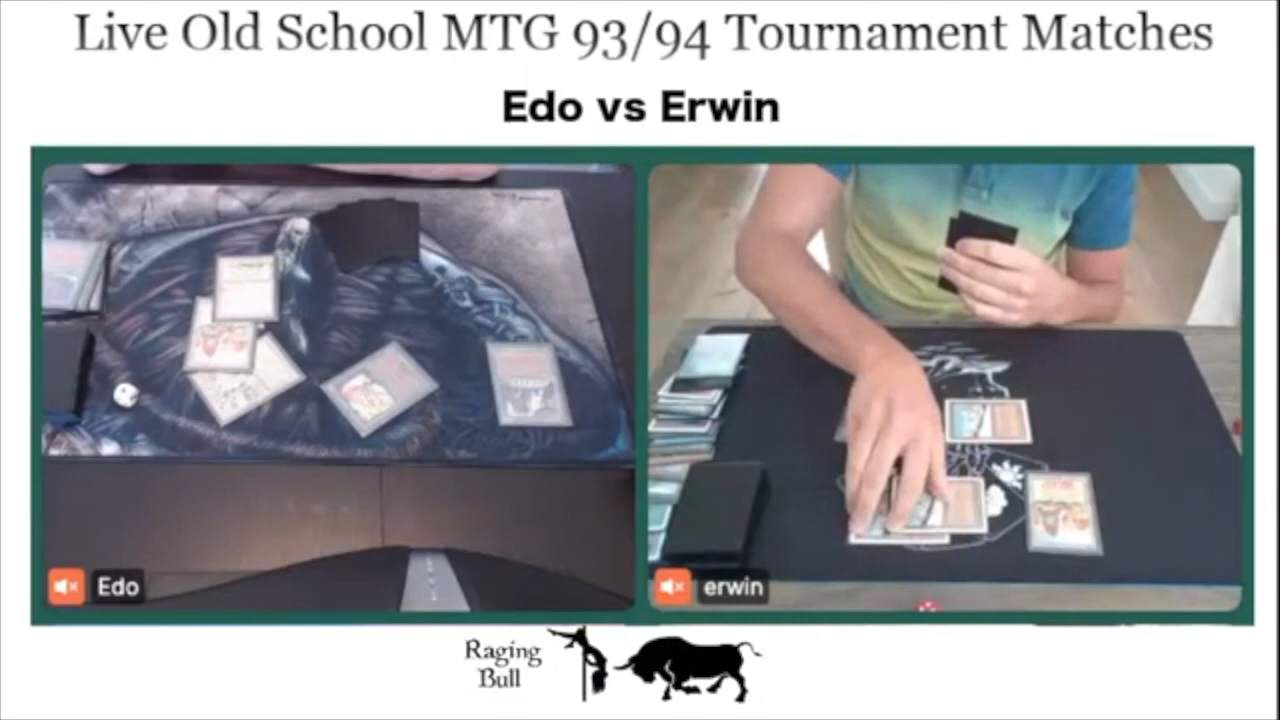 Live Old School MTG 93/94 Tournament Matches
Edo vs Erwin
Edo
erwin
Raging
Bull